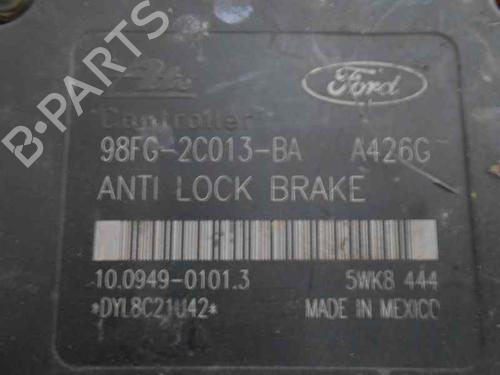 B-PARTS
Ate
Ford
Controller
98FG-2C013-BA A426G
ANTI LOCK BRAKE
10.0949-0101.3 5WK8 444
*DYL8C21U42* MADE IN MEXICO